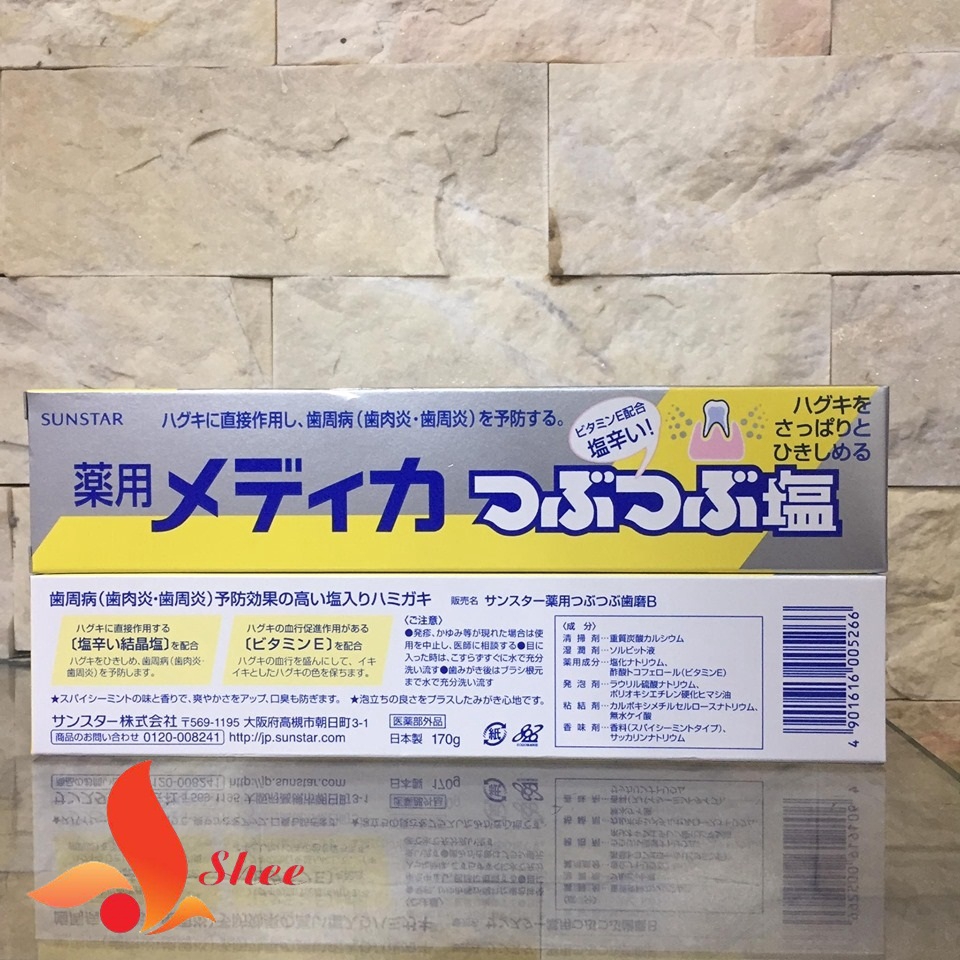 SUNSTAR
ハグキに直接作用し、歯周病(歯肉炎・歯周炎)を予防する。
ビタミンE配合
塩辛い!
ハグキを
さっぱりと
ひきしめる
薬用メディカつぶつぶ塩
歯周病(歯肉炎・歯周炎)予防効果の高い塩入りハミガキ
販売名 サンスター薬用つぶつぶ歯磨B
ハグキに直接作用する
〔塩辛い結晶塩〕を配合
ハグキをひきしめ、歯周病(歯肉炎・
歯周炎)を予防します。
ハグキの血行促進作用がある
〔ビタミンE〕を配合
ハグキの血行を盛んにして、イキ
イキとしたハグキの色を保ちます。
〈ご注意〉
●発疹、かゆみ等が現れた場合は使
用を中止し、医師に相談する●目に
入った時は、こすらずすぐに水で充分
洗い流す●歯みがき後はブラシ根元
まで水で充分洗い流す
★スパイシーミントの味と香りで、爽やかさをアップ、口臭も防ぎます。 ★泡立ちの良さをプラスしたみがき心地です。
サンスター株式会社 〒569-1195 大阪府高槻市朝日町3-1
商品のお問い合わせ 0120-008241 http://jp.sunstar.com
医薬部外品
日本製 170g
紙
〈成 分〉
清掃剤…重質炭酸カルシウム
湿潤剤…ソルビット液
薬用成分…塩化ナトリウム、
酢酸トコフェロール(ビタミンE)
発泡剤…ラウリル硫酸ナトリウム、
ポリオキシエチレン硬化ヒマシ油
粘結剤…カルボキシメチルセルロースナトリウム、
無水ケイ酸
香味剤…香料(スパイシーミントタイプ)、
サッカリンナトリウム
4 901616 005266
Shee